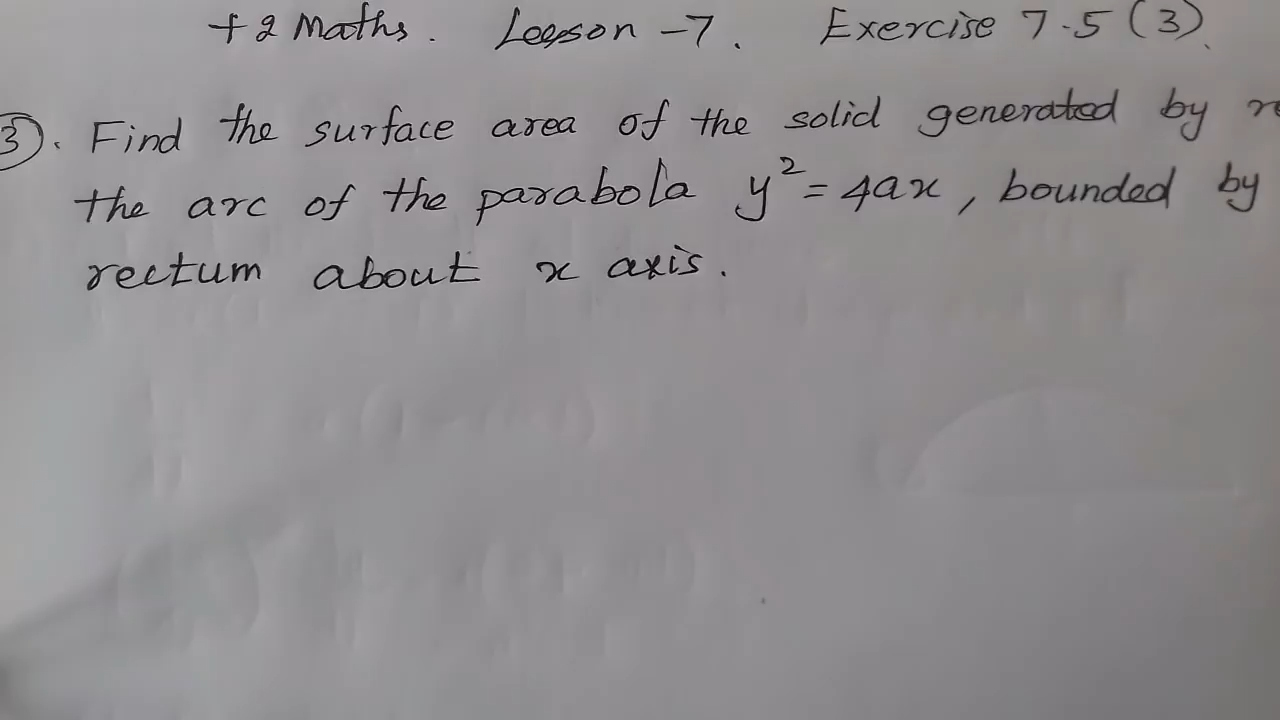 +2 Maths. Leeson -7. Exercise 7.5 (3).
3). Find the surface area of the solid generated by
the arc of the parabola y² = 4ax, bounded by
rectum about x axis.